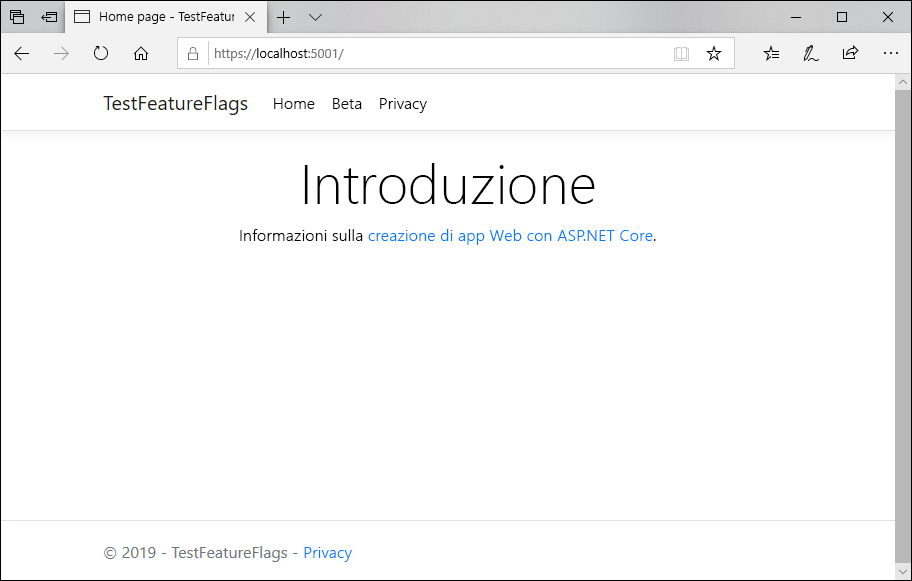 Home page - TestFeatur
https://localhost:5001/
TestFeatureFlags Home Beta Privacy
Introduzione
Informazioni sulla creazione di app Web con ASP.NET Core.
© 2019 - TestFeatureFlags - Privacy